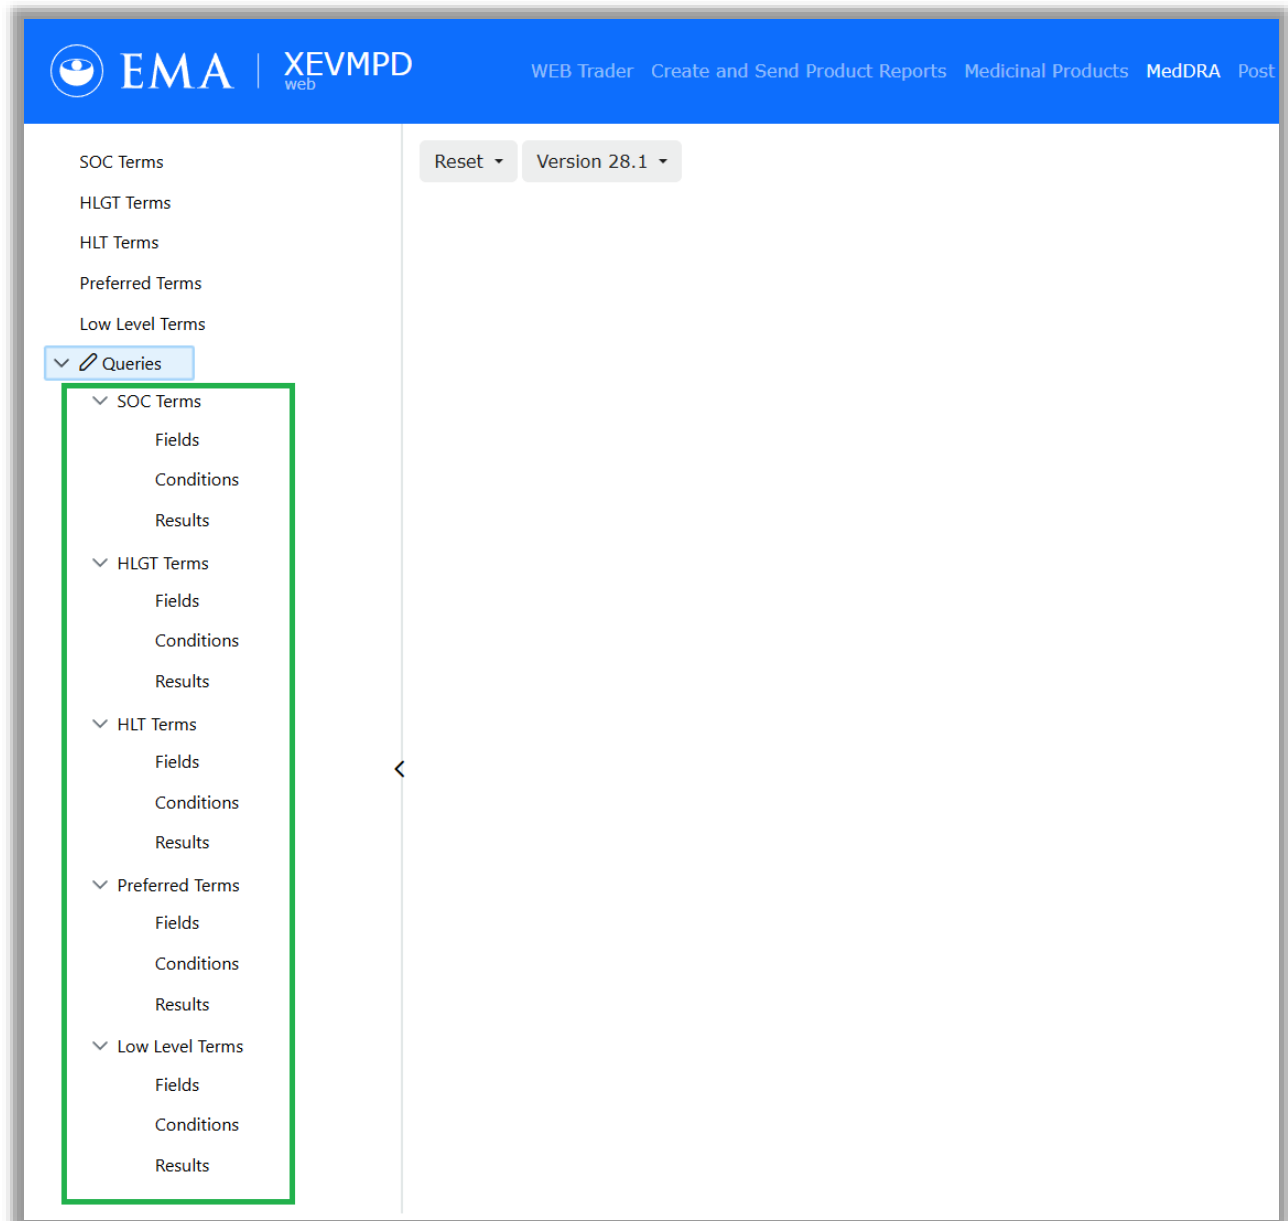 EMA XEVMPD
web
WEB Trader Create and Send Product Reports Medicinal Products MedDRA Post
Reset Version 28.1
SOC Terms
HLGT Terms
HLT Terms
Preferred Terms
Low Level Terms
Queries
SOC Terms
Fields
Conditions
Results
HLGT Terms
Fields
Conditions
Results
HLT Terms
Fields
Conditions
Results
Preferred Terms
Fields
Conditions
Results
Low Level Terms
Fields
Conditions
Results